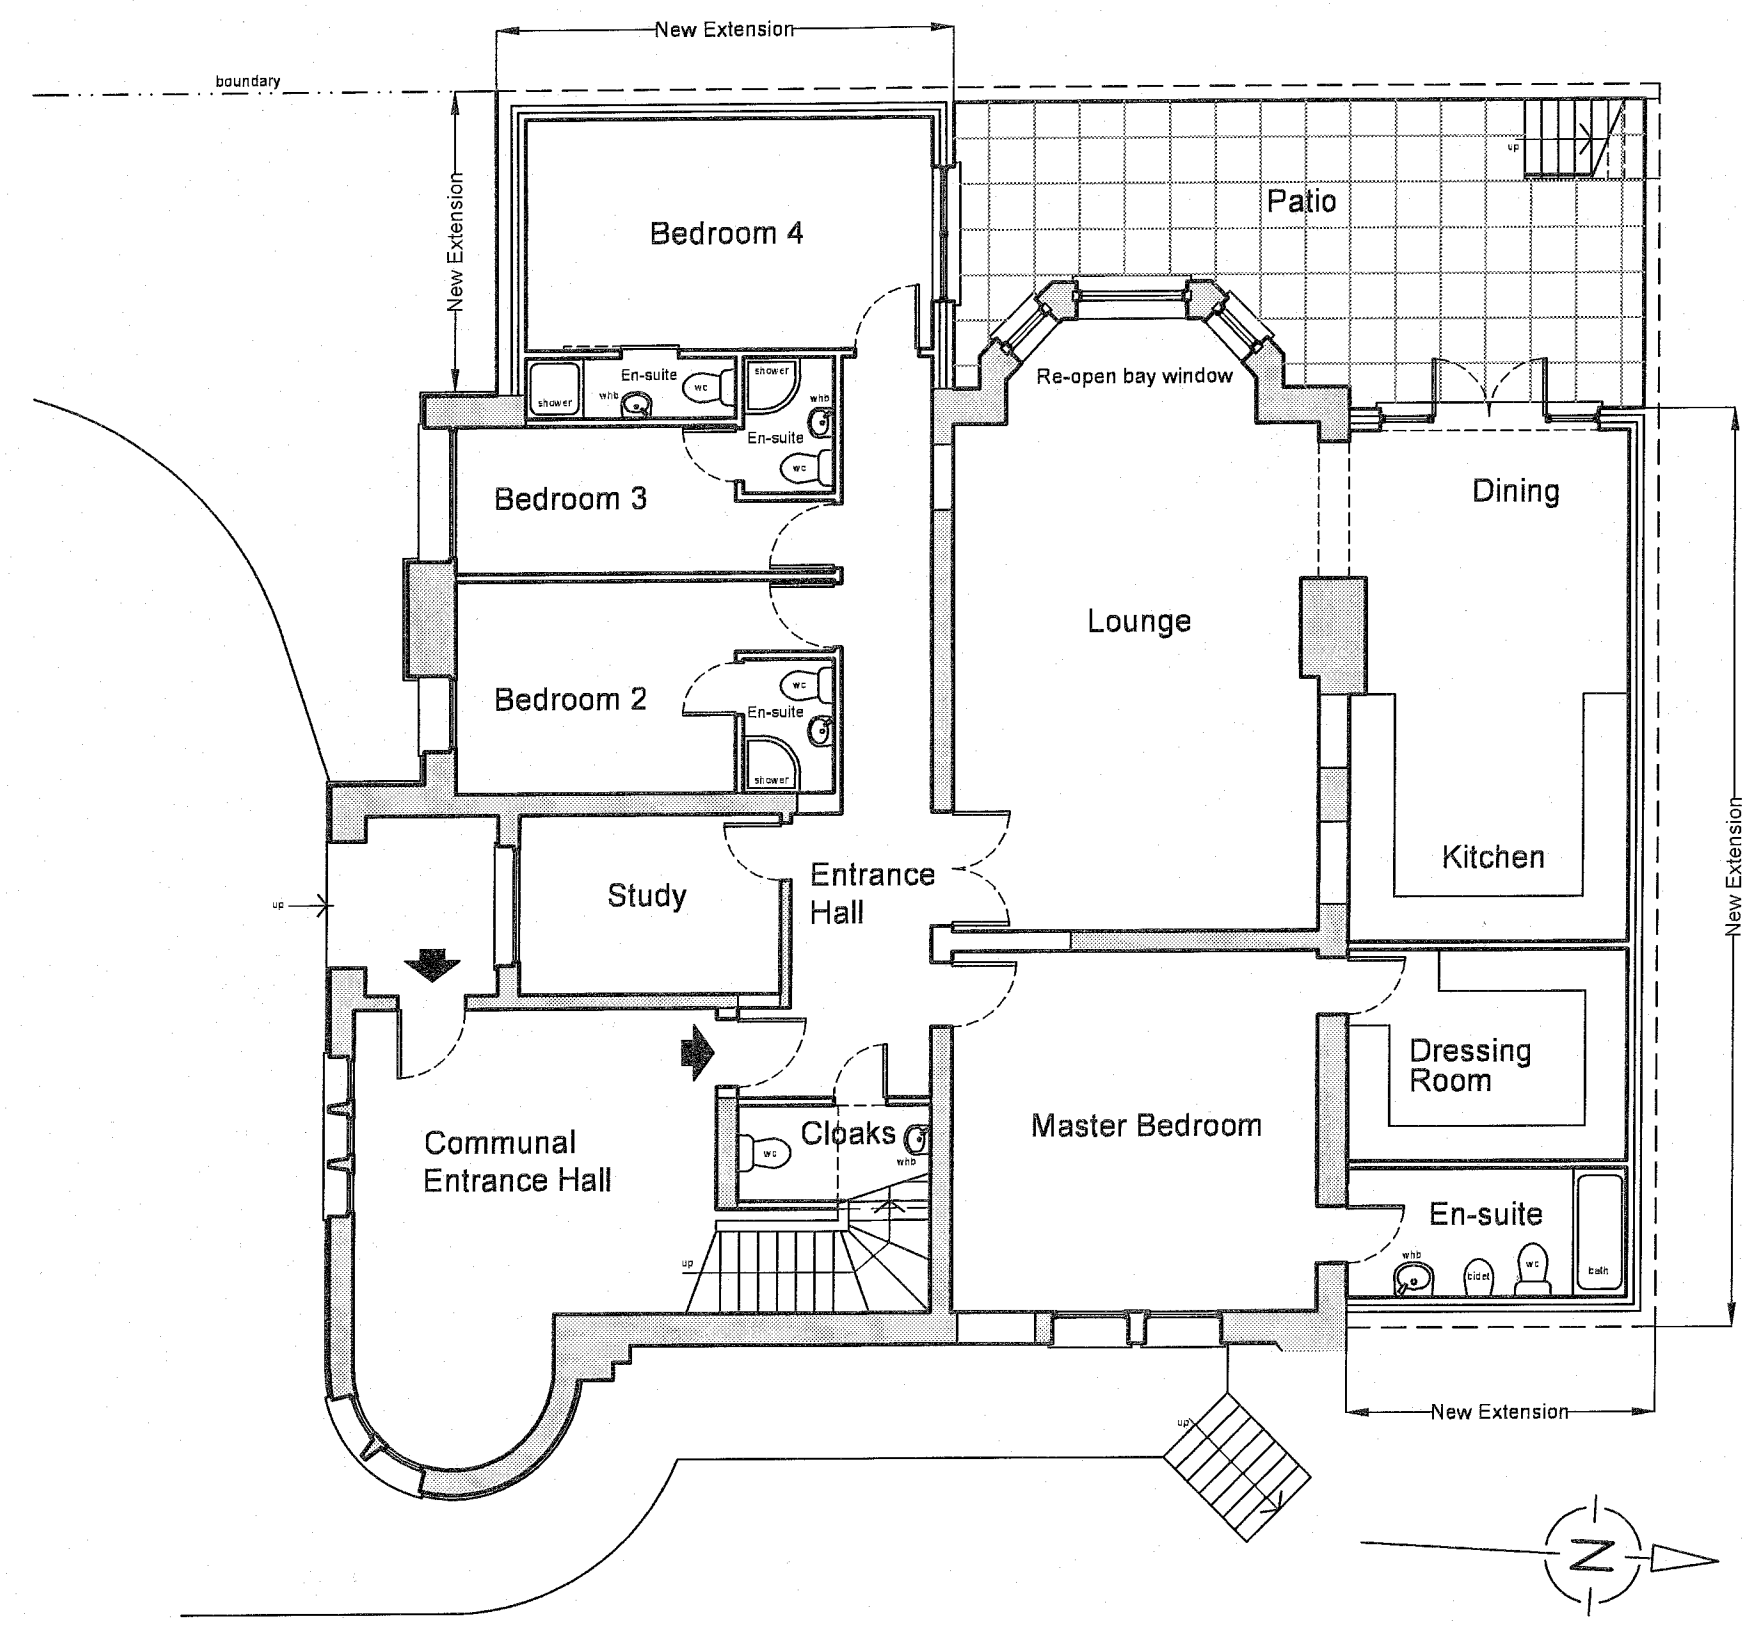 New Extension
boundary
up
New Extension
Patio
Bedroom 4
En-suite
wc
shower
whb
shower
whb
En-suite
wc
Re-open bay window
Bedroom 3
Dining
Lounge
Bedroom 2
wc
En-suite
shower
Kitchen
New Extension
Study
Entrance
Hall
up
Dressing
Room
Master Bedroom
Communal
Entrance Hall
Cloaks
wc
whb
En-suite
whb
bidet
wc
bath
up
New Extension
up
N